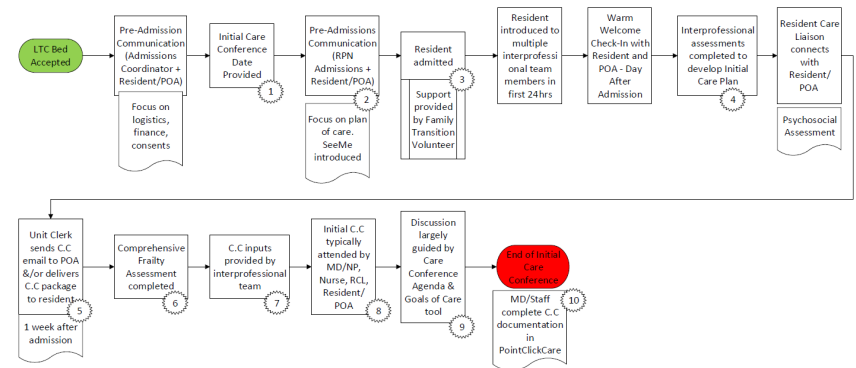 LTC Bed
Accepted
Pre-Admission
Communication
(Admissions
Coordinator +
Resident/POA)
Focus on
logistics,
finance,
consents
Initial Care
Conference
Date
Provided
1
Pre-Admissions
Communication
(RPN
Admissions +
Resident/POA)
2
Focus on plan
of care.
SeeMe
introduced
Resident
admitted
3
Support
provided
by Family
Transition
Volunteer
Resident
introduced to
multiple
interprofessi
onal team
members in
first 24hrs
Warm
Welcome
Check-In with
Resident and
POA - Day
After
Admission
Interprofessional
assessments
completed to
develop Initial
Care Plan
4
Resident Care
Liaison
connects
with
Resident/
POA
Psychosocial
Assessment
Unit Clerk
sends C.C
email to POA
&/or delivers
C.C package
to resident
5
1 week after
admission
Comprehensive
Frailty
Assessment
completed
6
C.C inputs
provided by
interprofessional
team
7
Initial C.C
typically
attended by
MD/NP,
Nurse, RCL,
Resident/
POA
8
Discussion
largely
guided by
Care
Conference
Agenda &
Goals of Care
tool
9
End of Initial
Care
Conference
10
MD/Staff
complete C.C
documentation
in
PointClickCare